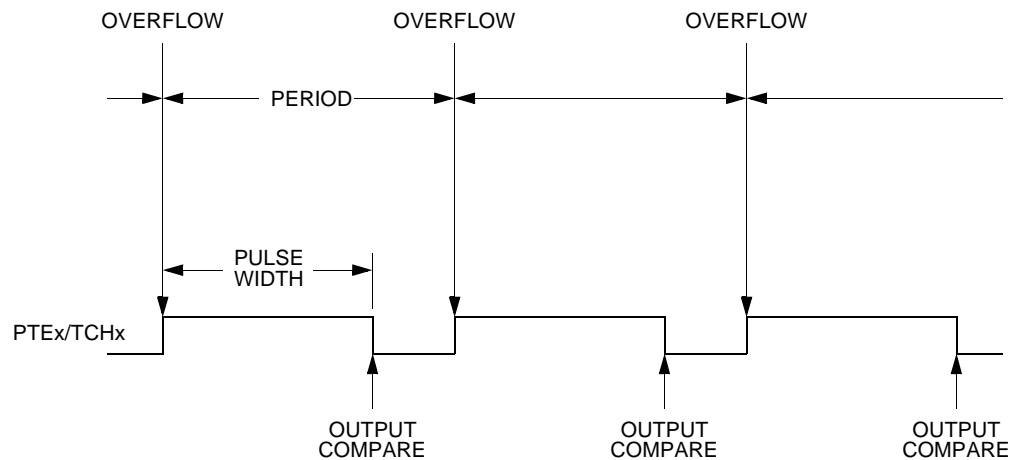 OVERFLOW OVERFLOW OVERFLOW
PERIOD
PULSE
WIDTH
PTEx/TCHx
OUTPUT
COMPARE
OUTPUT
COMPARE
OUTPUT
COMPARE